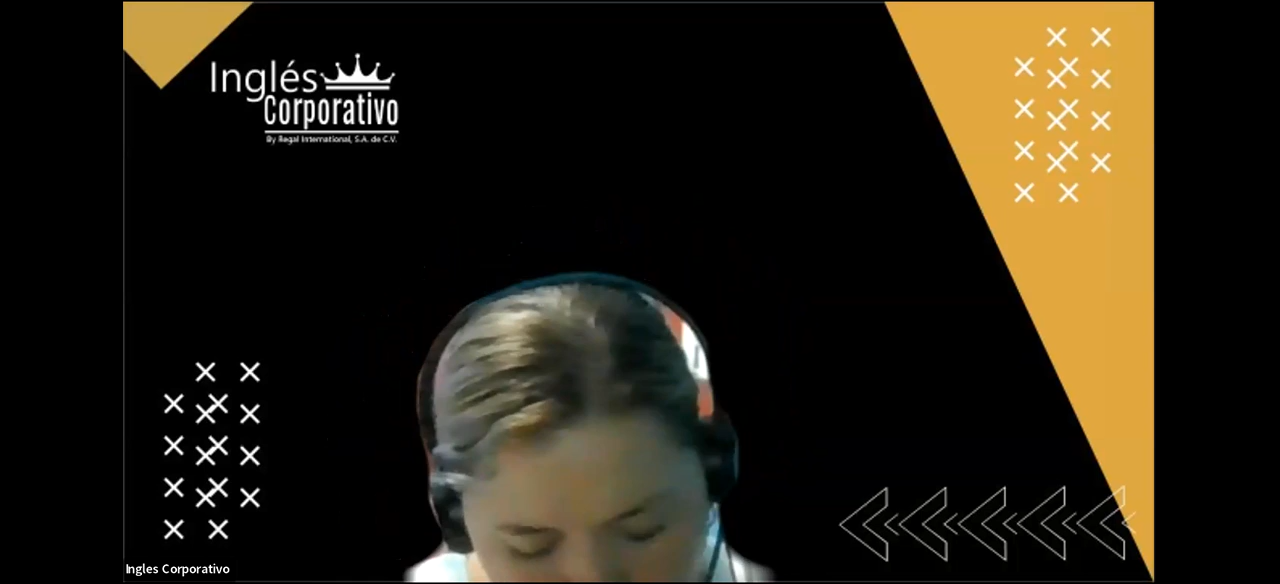 Inglés
Corporativo
By Regal International, S.A. de C.V.
Ingles Corporativo